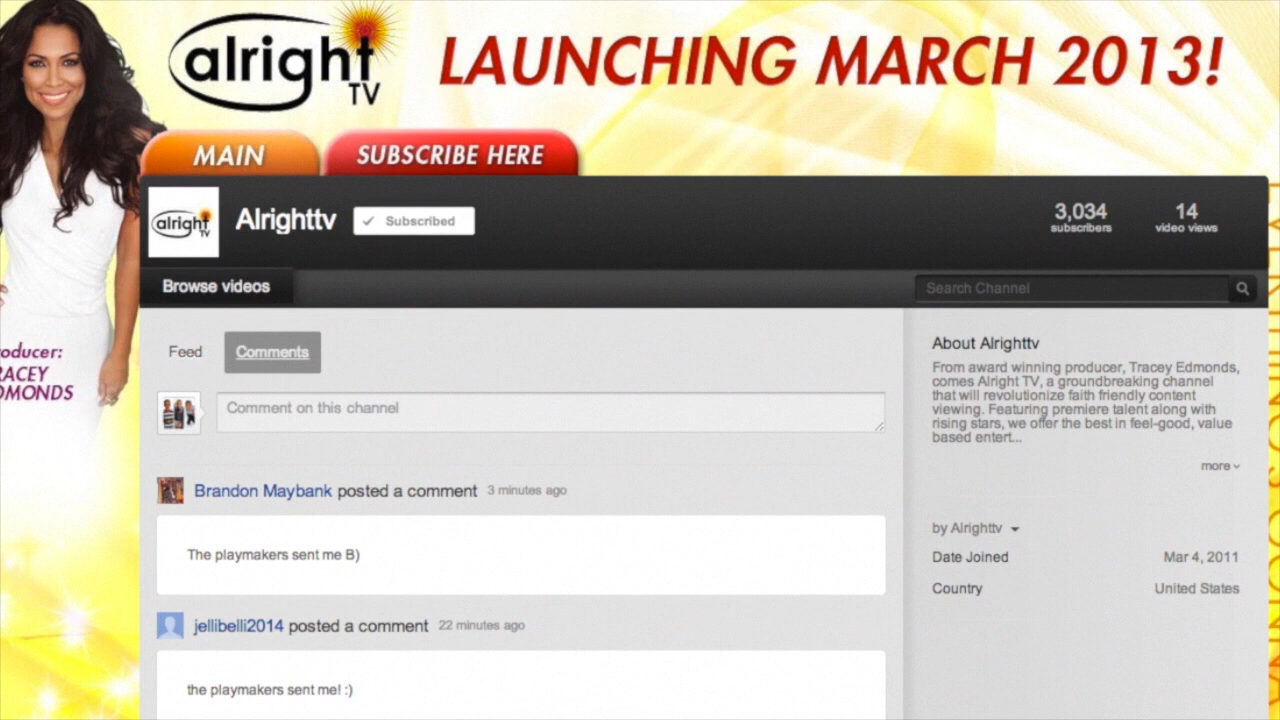 alright
TV
LAUNCHING MARCH 2013!
MAIN
SUBSCRIBE HERE
alright
TV
Alrighttv
Subscribed
3,034
subscribers
14
video views
Browse videos
Search Channel
Feed
Comments
Comment on this channel
Brandon Maybank posted a comment 3 minutes ago
The playmakers sent me B)
jellibelli2014 posted a comment 22 minutes ago
the playmakers sent me! :)
oducer:
RACEY
DMONDS
About Alrighttv
From award winning producer, Tracey Edmonds,
comes Alright TV, a groundbreaking channel
that will revolutionize faith friendly content
viewing. Featuring premiere talent along with
rising stars, we offer the best in feel-good, value
based entert...
more
by Alrighttv
Date Joined Mar 4, 2011
Country United States